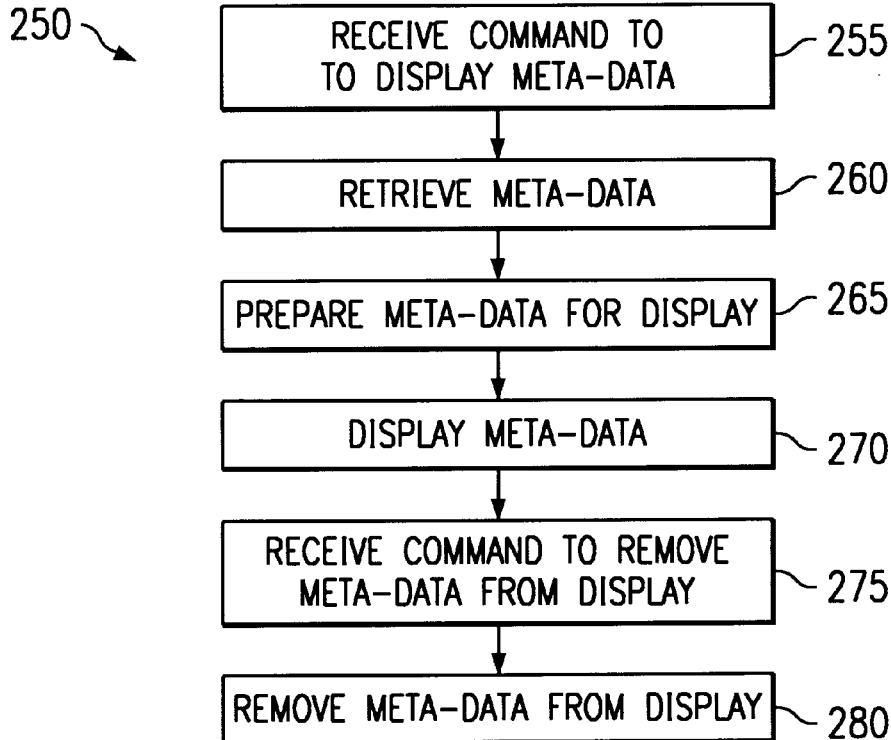 250
RECEIVE COMMAND TO
TO DISPLAY META-DATA
255
RETRIEVE META-DATA
260
PREPARE META-DATA FOR DISPLAY
265
DISPLAY META-DATA
270
RECEIVE COMMAND TO REMOVE
META-DATA FROM DISPLAY
275
REMOVE META-DATA FROM DISPLAY
280